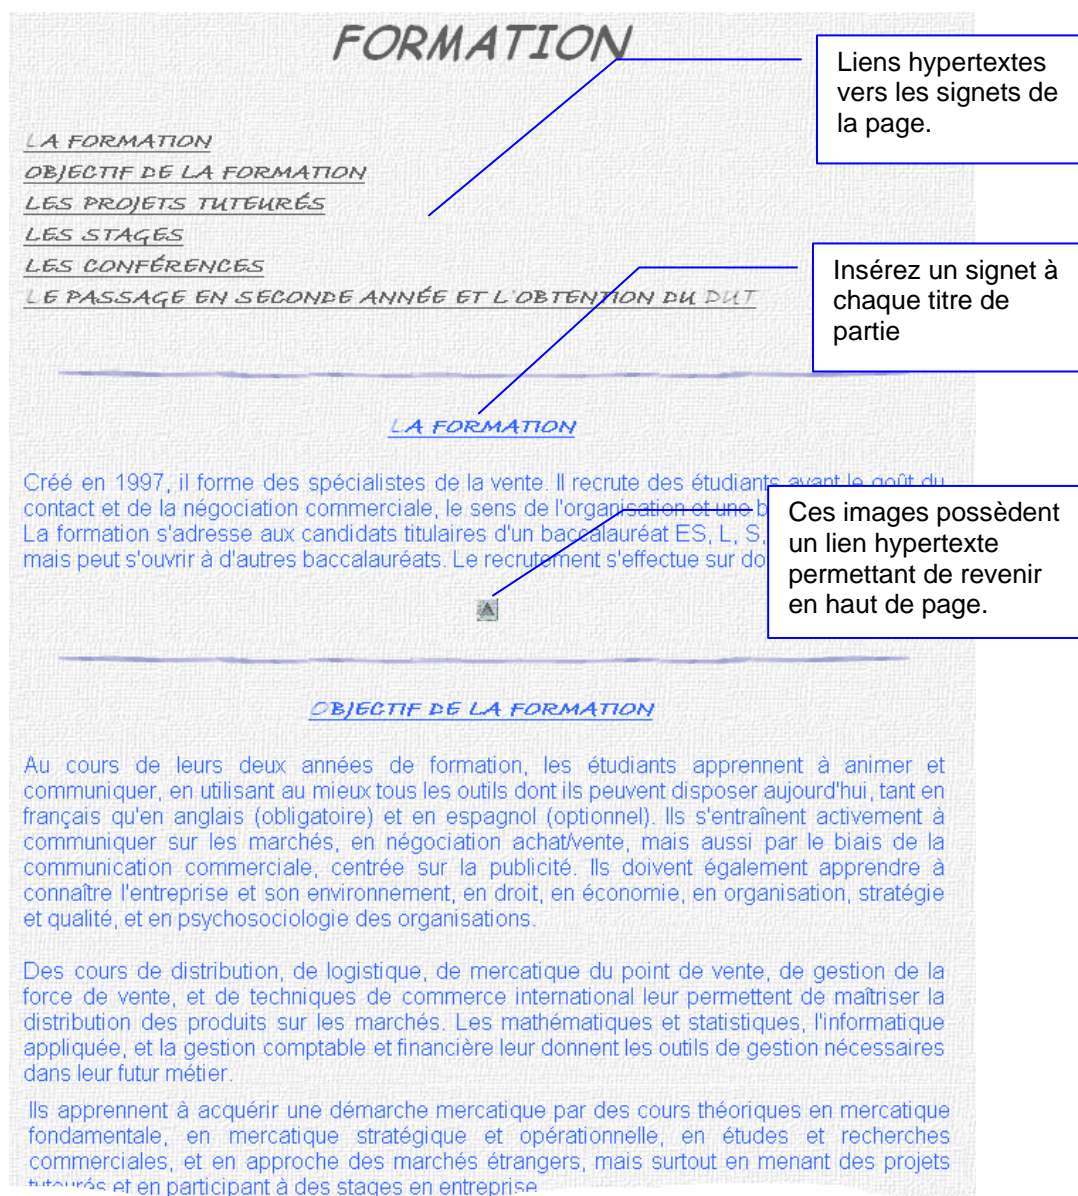 FORMATION
Liens hypertextes
vers les signets de
la page.
LA FORMATION
OBJECTIF DE LA FORMATION
LES PROJETS TUTEURÉS
LES STAGES
LES CONFÉRENCES
LE PASSAGE EN SECONDE ANNÉE ET L'OBTENTION DU DUT
Insérez un signet à
chaque titre de
partie
LA FORMATION
Créé en 1997, il forme des spécialistes de la vente. Il recrute des étudiants ayant le goût du
contact et de la négociation commerciale, le sens de l'organisation et une b
La formation s'adresse aux candidats titulaires d'un baccalauréat ES, L, S,
mais peut s'ouvrir à d'autres baccalauréats. Le recrutement s'effectue sur do
Ces images possèdent
un lien hypertexte
permettant de revenir
en haut de page.
OBJECTIF DE LA FORMATION
Au cours de leurs deux années de formation, les étudiants apprennent à animer et
communiquer, en utilisant au mieux tous les outils dont ils peuvent disposer aujourd'hui, tant en
français qu'en anglais (obligatoire) et en espagnol (optionnel). Ils s'entraînent activement à
communiquer sur les marchés, en négociation achat/vente, mais aussi par le biais de la
communication commerciale, centrée sur la publicité. Ils doivent également apprendre à
connaître l'entreprise et son environnement, en droit, en économie, en organisation, stratégie
et qualité, et en psychosociologie des organisations.
Des cours de distribution, de logistique, de mercatique du point de vente, de gestion de la
force de vente, et de techniques de commerce international leur permettent de maîtriser la
distribution des produits sur les marchés. Les mathématiques et statistiques, l'informatique
appliquée, et la gestion comptable et financière leur donnent les outils de gestion nécessaires
dans leur futur métier.
Ils apprennent à acquérir une démarche mercatique par des cours théoriques en mercatique
fondamentale, en mercatique stratégique et opérationnelle, en études et recherches
commerciales, et en approche des marchés étrangers, mais surtout en menant des projets
tuteurés et en participant à des stages en entreprise